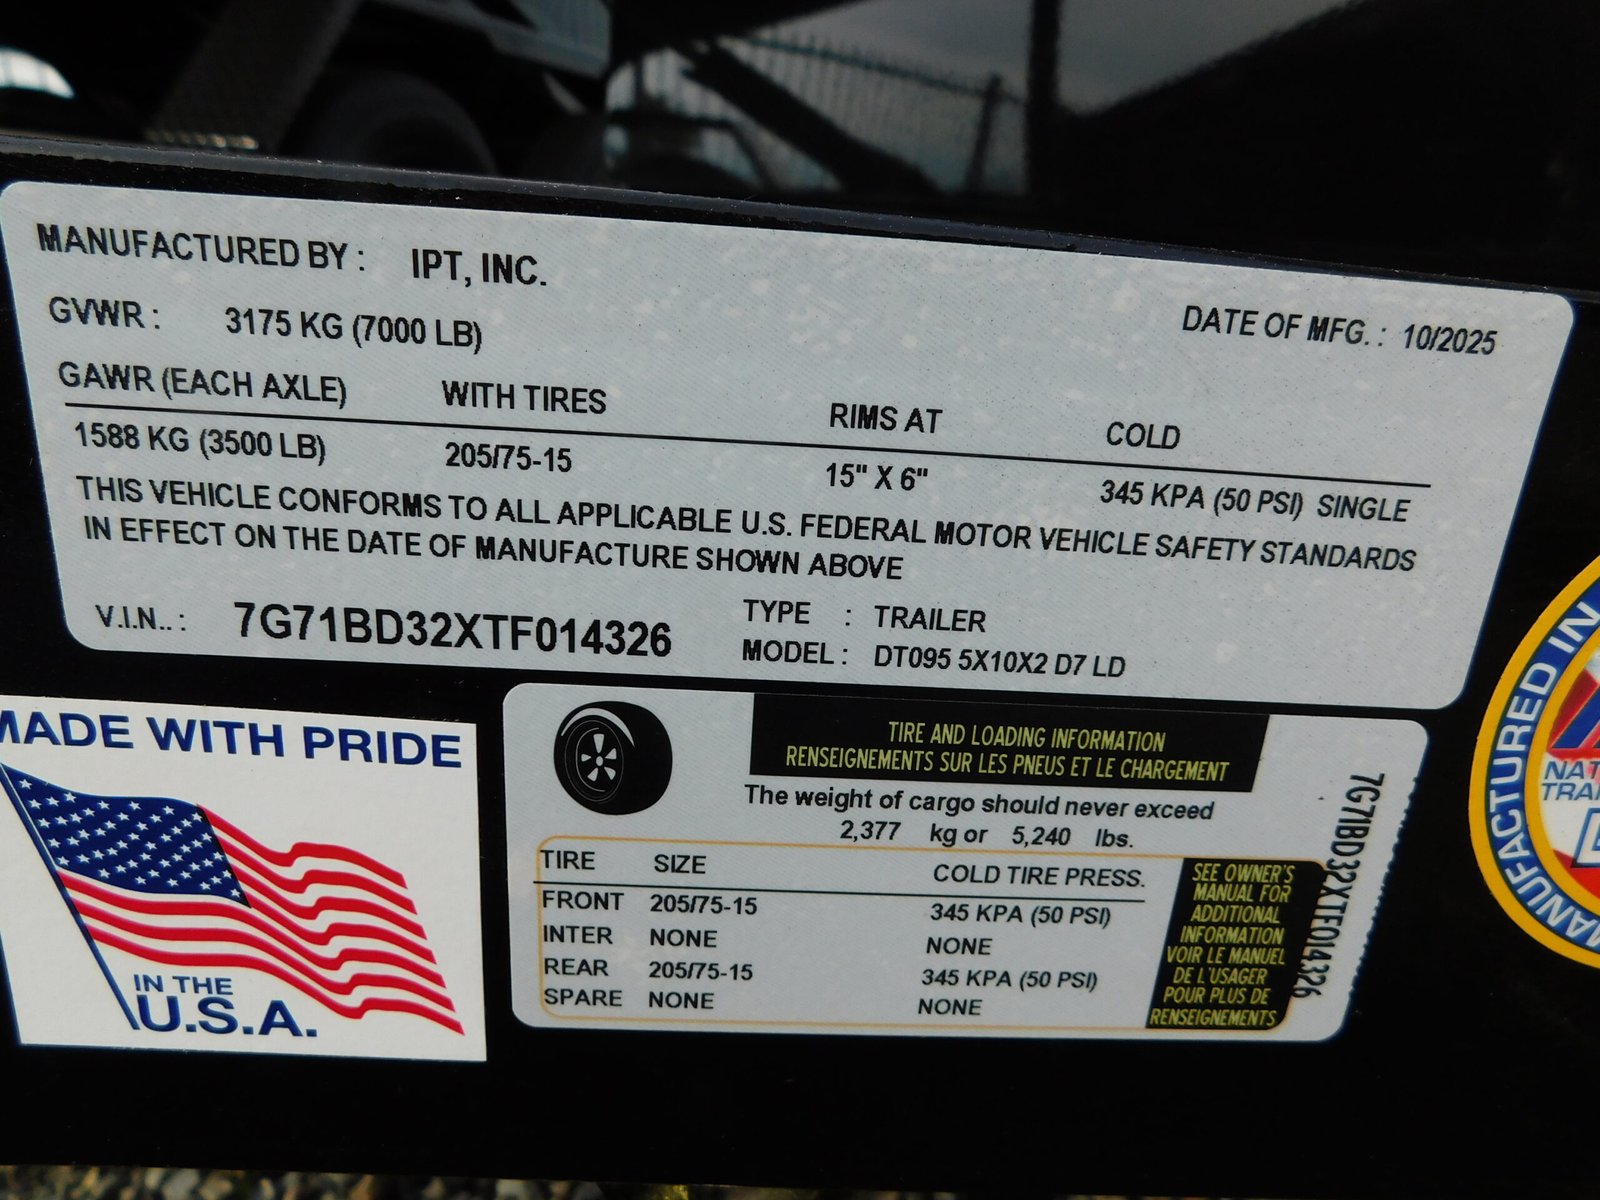 MANUFACTURED BY : IPT, INC.
GVWR : 3175 KG (7000 LB) DATE OF MFG. : 10/2025
GAWR (EACH AXLE) WITH TIRES RIMS AT COLD
1588 KG (3500 LB) 205/75-15 15" X 6" 345 KPA (50 PSI) SINGLE
THIS VEHICLE CONFORMS TO ALL APPLICABLE U.S. FEDERAL MOTOR VEHICLE SAFETY STANDARDS
IN EFFECT ON THE DATE OF MANUFACTURE SHOWN ABOVE
V.I.N.. : 7G71BD32XTF014326 TYPE : TRAILER
MODEL : DT095 5X10X2 D7 LD
MADE WITH PRIDE
IN THE
U.S.A.
TIRE AND LOADING INFORMATION
RENSEIGNEMENTS SUR LES PNEUS ET LE CHARGEMENT
The weight of cargo should never exceed
2,377 kg or 5,240 lbs.
TIRE SIZE COLD TIRE PRESS.
FRONT 205/75-15 345 KPA (50 PSI)
INTER NONE NONE
REAR 205/75-15 345 KPA (50 PSI)
SPARE NONE NONE
SEE OWNER'S
MANUAL FOR
ADDITIONAL
INFORMATION
VOIR LE MANUEL
DE L'USAGER
POUR PLUS DE
RENSEIGNEMENTS
7G71BD32XTF014326
MANUFACTURED IN